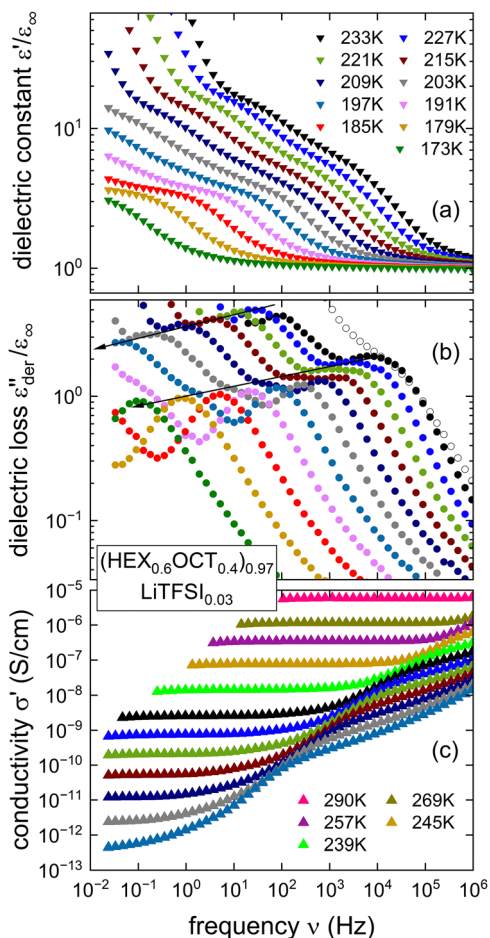 dielectric constant ε'/ε∞
10¹
10⁰
233K 227K
221K 215K
209K 203K
197K 191K
185K 179K
173K
(a)
dielectric loss ε''der/ε∞
10⁰
10⁻¹
(b)
(HEX0.6OCT0.4)0.97
LiTFSI0.03
conductivity σ' (S/cm)
10⁻⁵
10⁻⁶
10⁻⁷
10⁻⁸
10⁻⁹
10⁻¹⁰
10⁻¹¹
10⁻¹²
10⁻¹³
(c)
290K 269K
257K 245K
239K
10⁻² 10⁻¹ 10⁰ 10¹ 10² 10³ 10⁴ 10⁵ 10⁶
frequency ν (Hz)